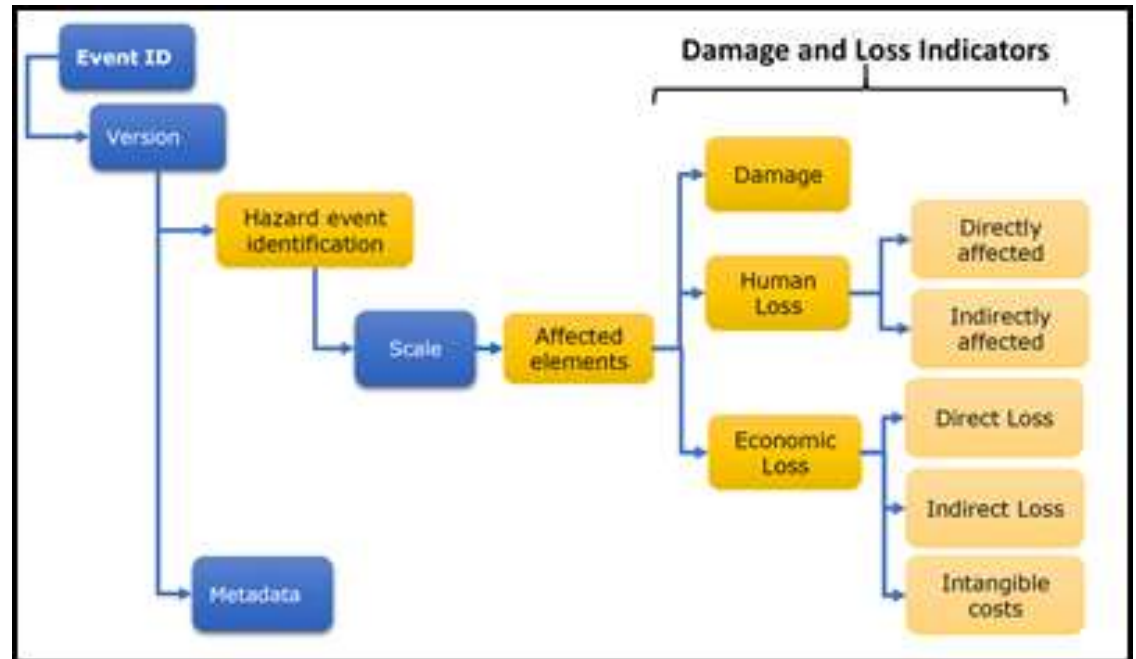 Damage and Loss Indicators
Event ID
Version
Hazard event
identification
Scale
Affected
elements
Damage
Human
Loss
Directly
affected
Indirectly
affected
Economic
Loss
Direct Loss
Indirect Loss
Intangible
costs
Metadata